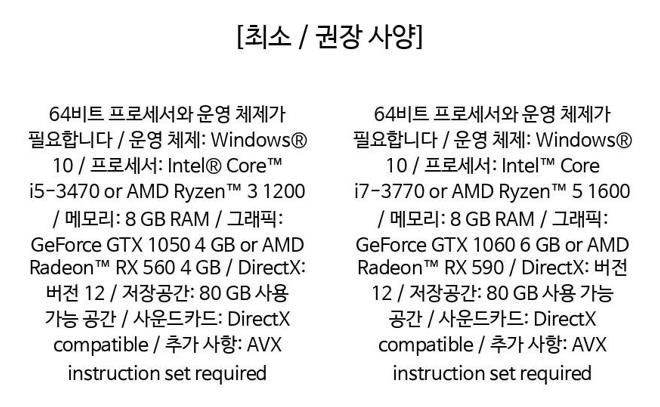 [최소 / 권장 사양]
64비트 프로세서와 운영 체제가
필요합니다 / 운영 체제: Windows®
10 / 프로세서: Intel® Core™
i5-3470 or AMD Ryzen™ 3 1200
/ 메모리: 8 GB RAM / 그래픽:
GeForce GTX 1050 4 GB or AMD
Radeon™ RX 560 4 GB / DirectX:
버전 12 / 저장공간: 80 GB 사용
가능 공간 / 사운드카드: DirectX
compatible / 추가 사항: AVX
instruction set required
64비트 프로세서와 운영 체제가
필요합니다 / 운영 체제: Windows®
10 / 프로세서: Intel™ Core
i7-3770 or AMD Ryzen™ 5 1600
/ 메모리: 8 GB RAM / 그래픽:
GeForce GTX 1060 6 GB or AMD
Radeon™ RX 590 / DirectX: 버전
12 / 저장공간: 80 GB 사용 가능
공간 / 사운드카드: DirectX
compatible / 추가 사항: AVX
instruction set required